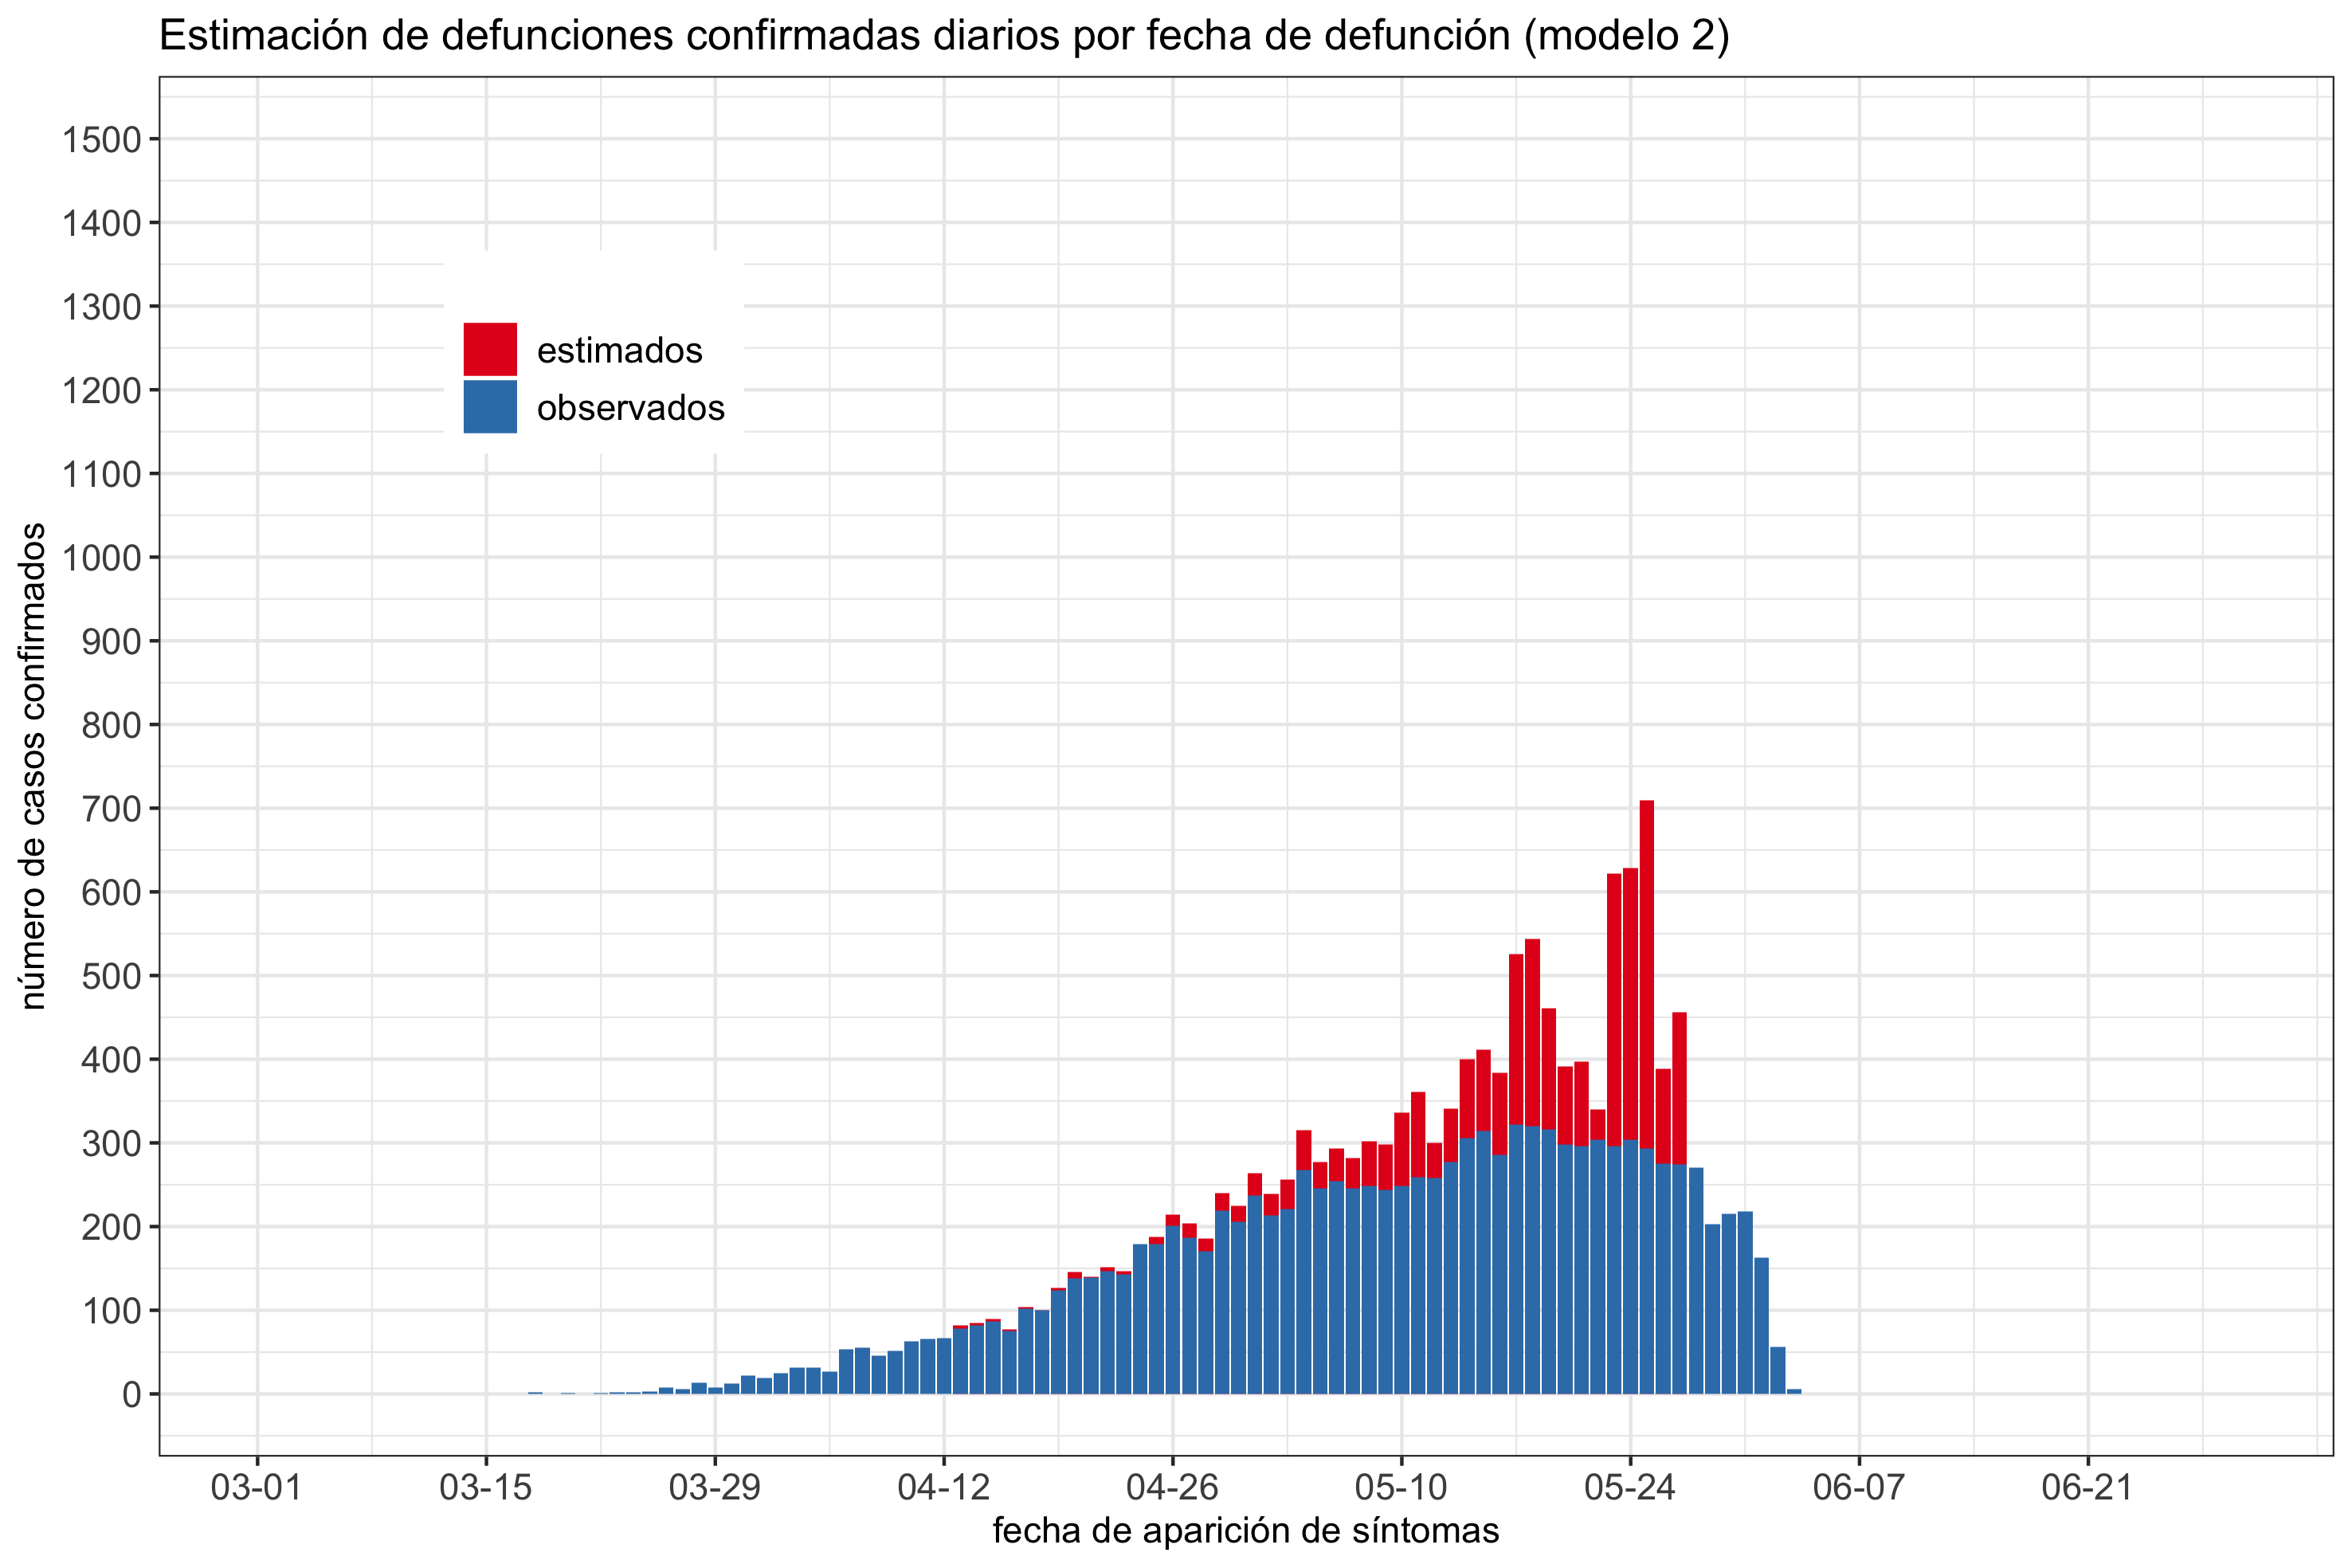 Estimación de defunciones confirmadas diarios por fecha de defunción (modelo 2)
número de casos confirmados
1500
1400
1300
1200
1100
1000
900
800
700
600
500
400
300
200
100
0
estimados
observados
03-01 03-15 03-29 04-12 04-26 05-10 05-24 06-07 06-21
fecha de aparición de síntomas